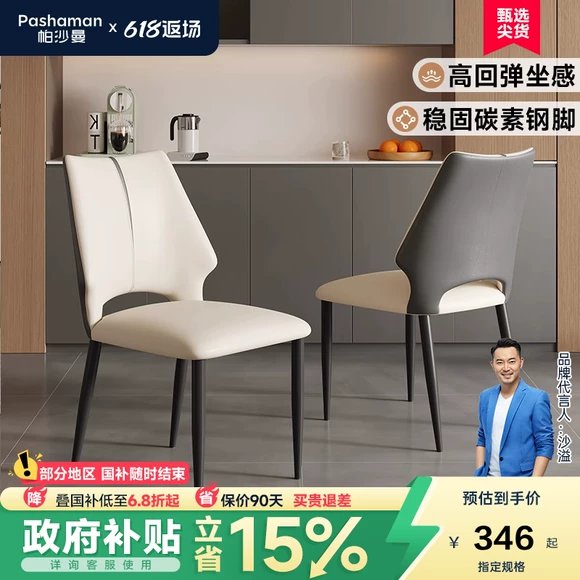 Pashaman
帕沙曼
x 618返场
甄选
尖货
高回弹坐感
稳固碳素钢脚
品牌代言人：沙溢
部分地区 国补随时结束
降 叠国补低至6.8折起
省 保价90天 买贵退差
政府补贴
详询客服使用
立省15%
预估到手价
¥ 346 起
指定规格